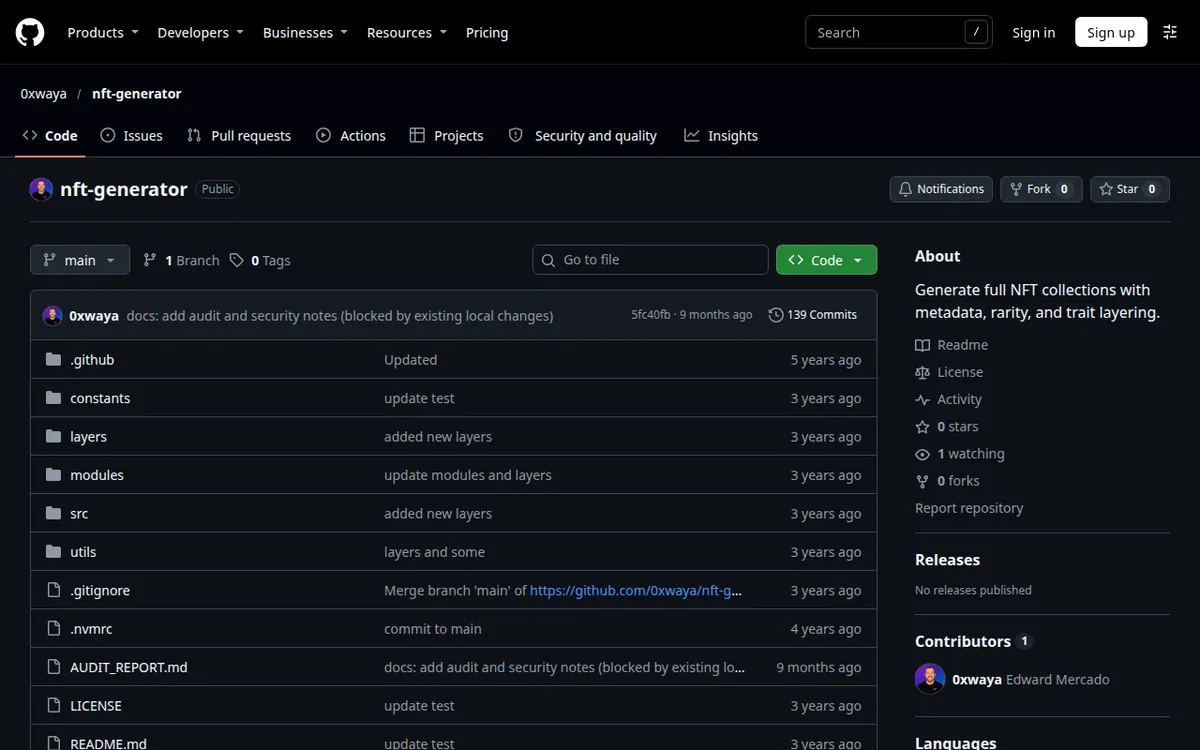 Products Developers Businesses Resources Pricing Search / Sign in Sign up
0xwaya / nft-generator
Code Issues Pull requests Actions Projects Security and quality Insights
nft-generator Public Notifications Fork 0 Star 0
main 1 Branch 0 Tags Go to file Code
0xwaya docs: add audit and security notes (blocked by existing local changes) 5fc40fb · 9 months ago 139 Commits
.github Updated 5 years ago
constants update test 3 years ago
layers added new layers 3 years ago
modules update modules and layers 3 years ago
src added new layers 3 years ago
utils layers and some 3 years ago
.gitignore Merge branch 'main' of https://github.com/0xwaya/nft-g... 3 years ago
.nvmrc commit to main 4 years ago
AUDIT_REPORT.md docs: add audit and security notes (blocked by existing lo... 9 months ago
LICENSE update test 3 years ago
README.md update test 3 years ago
About
Generate full NFT collections with
metadata, rarity, and trait layering.
Readme
License
Activity
0 stars
1 watching
0 forks
Report repository
Releases
No releases published
Contributors 1
0xwaya Edward Mercado
Languages